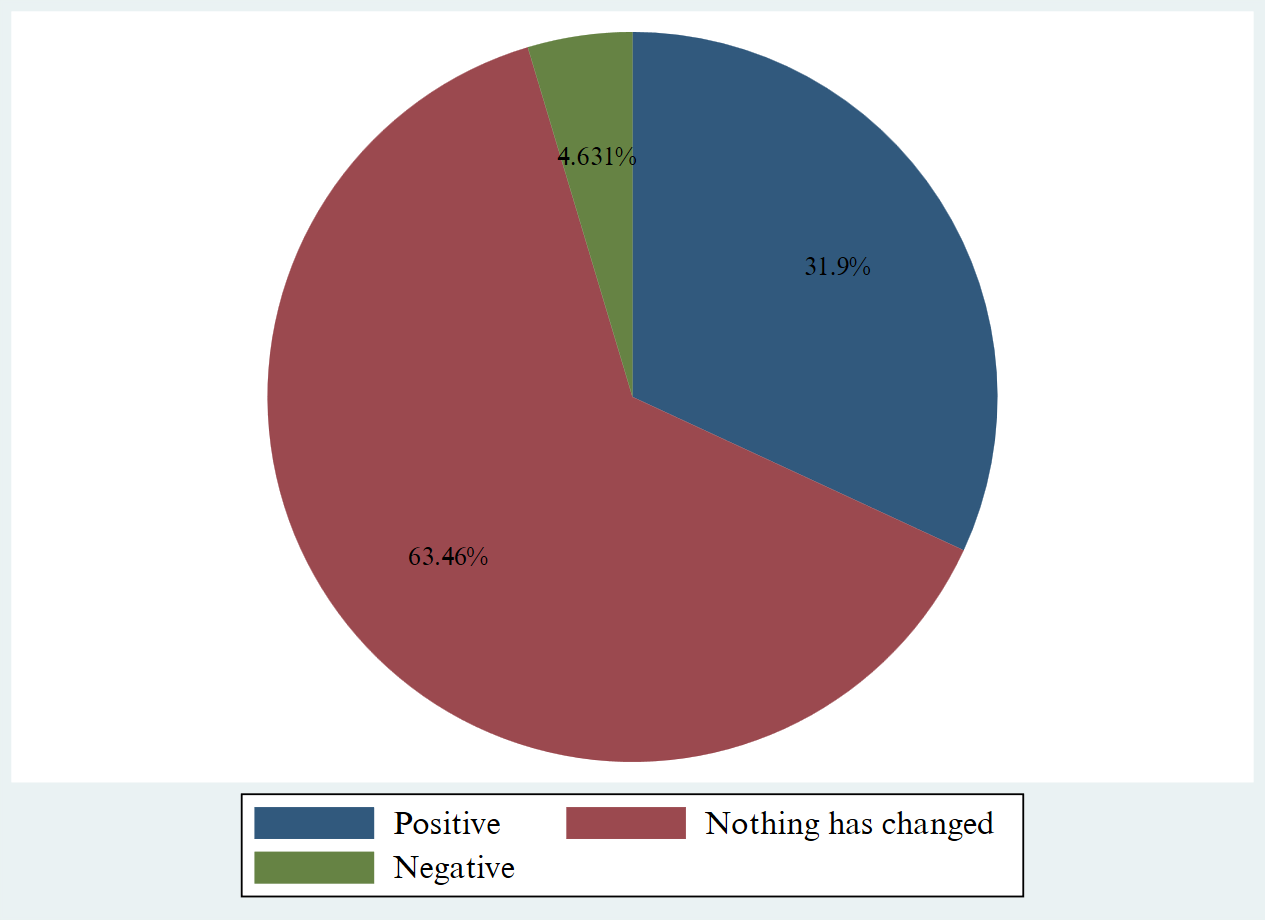 4.631%
31.9%
63.46%
Positive
Nothing has changed
Negative